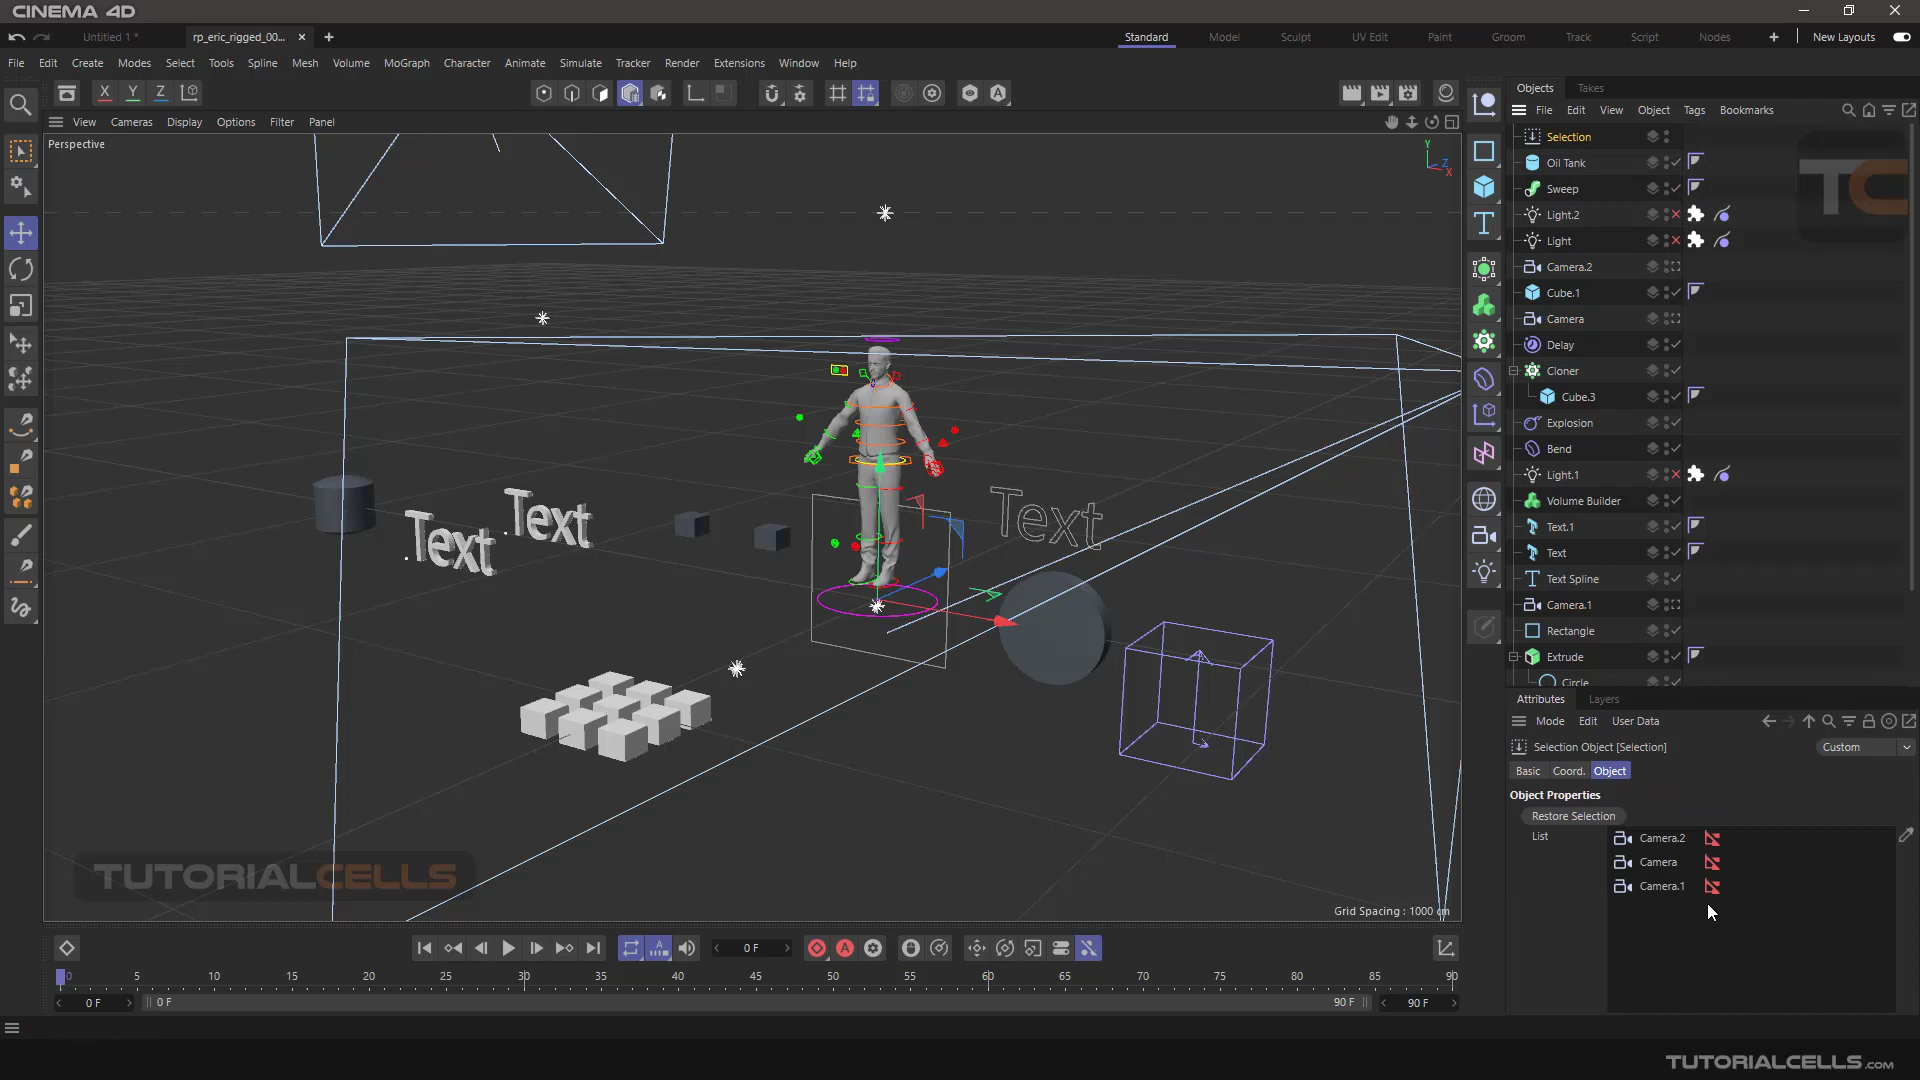 CINEMA 4D
Untitled 1 *
rp_eric_rigged_00...
Standard
Model
Sculpt
UV Edit
Paint
Groom
Track
Script
Nodes
New Layouts
File Edit Create Modes Select Tools Spline Mesh Volume MoGraph Character Animate Simulate Tracker Render Extensions Window Help
X Y Z
View Cameras Display Options Filter Panel
Perspective
Y
Z
X
Text
Text
Text
TUTORIALCELLS
Grid Spacing : 1000 cm
0 F
0 5 10 15 20 25 30 35 40 45 50 55 60 65 70 75 80 85 90
0 F
0 F
90 F
90 F
Objects Takes
File Edit View Object Tags Bookmarks
Selection
Oil Tank
Sweep
Light.2
Light
Camera.2
Cube.1
Camera
Delay
Cloner
Cube.3
Explosion
Bend
Light.1
Volume Builder
Text.1
Text
Text Spline
Camera.1
Rectangle
Extrude
Circle
TC
Attributes Layers
Mode Edit User Data
Selection Object [Selection]
Custom
Basic Coord. Object
Object Properties
Restore Selection
List
Camera.2
Camera
Camera.1
TUTORIALCELLS.COM